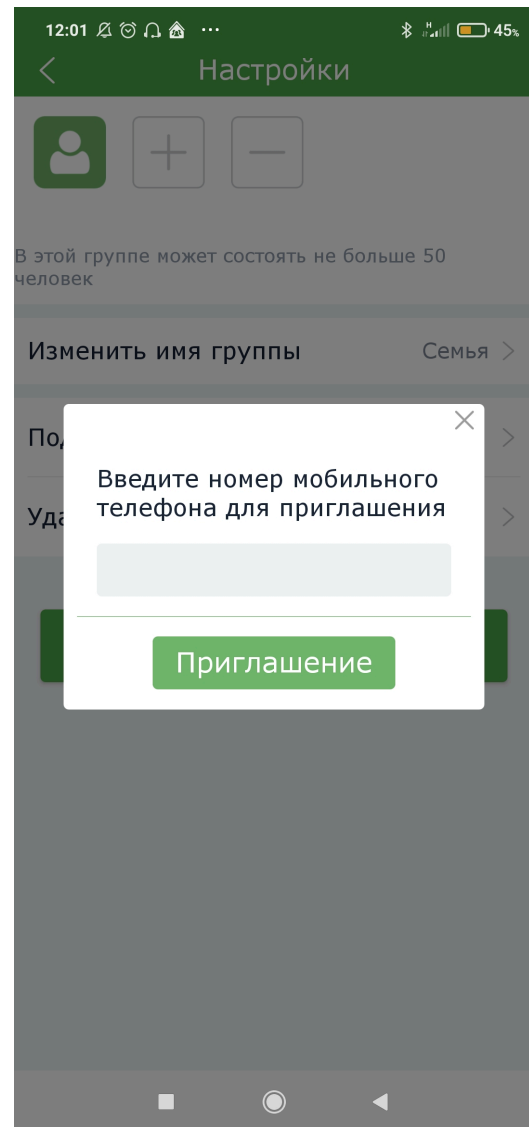 12:01 ... H 45%
Настройки
В этой группе может состоять не больше 50
человек
Изменить имя группы Семья
Под
Введите номер мобильного
телефона для приглашения
Уда
Приглашение